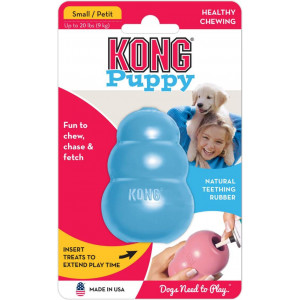 Small / Petit
Up to 20 lbs (9 kg)
HEALTHY
CHEWING
KONG
Puppy
Fun to
chew,
chase &
fetch
KONG
NATURAL
TEETHING
RUBBER
INSERT
TREATS TO
EXTEND PLAY TIME
MADE IN USA
Dogs Need to Play.